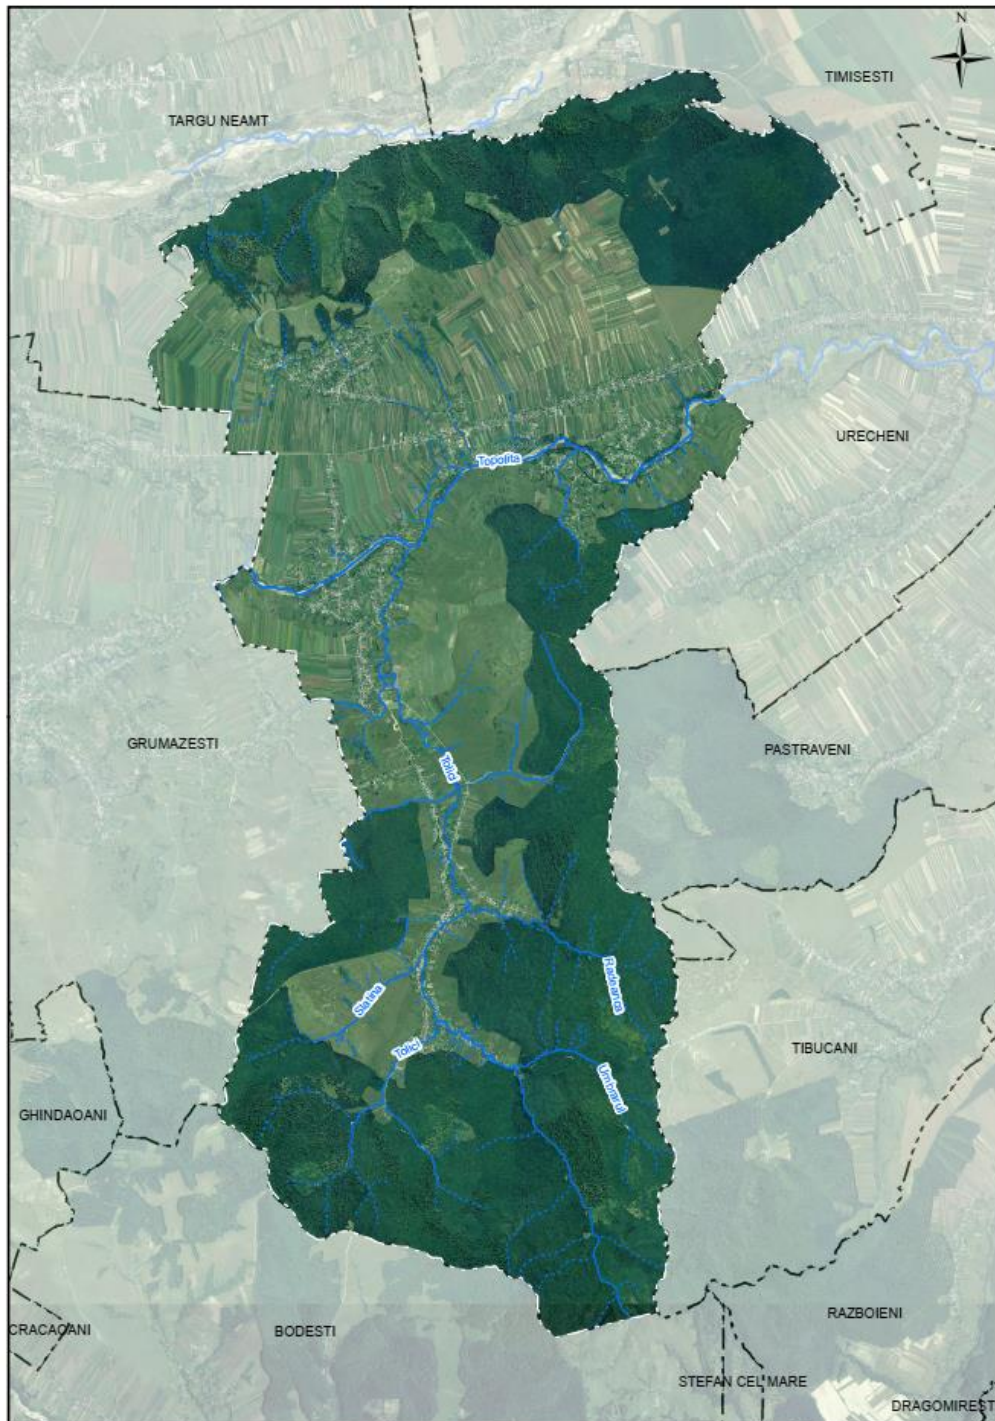 N
TIMISESTI
TARGU NEAMT
URECHENI
Topolita
GRUMAZESTI
PASTRAVENI
Tolici
Radeanca
Slatina
Tolici
TIBUCANI
Umbrarul
GHINDAOANI
RAZBOIENI
CRACAOANI
BODESTI
STEFAN CEL MARE
DRAGOMIREST